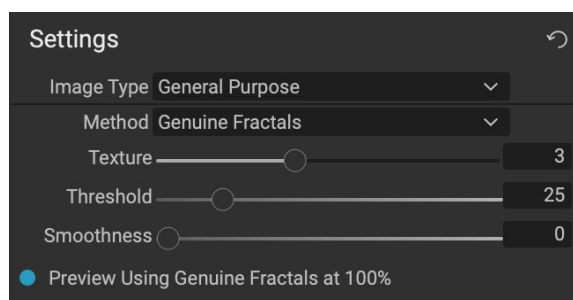 Settings
Image Type General Purpose
Method Genuine Fractals
Texture 3
Threshold 25
Smoothness 0
Preview Using Genuine Fractals at 100%